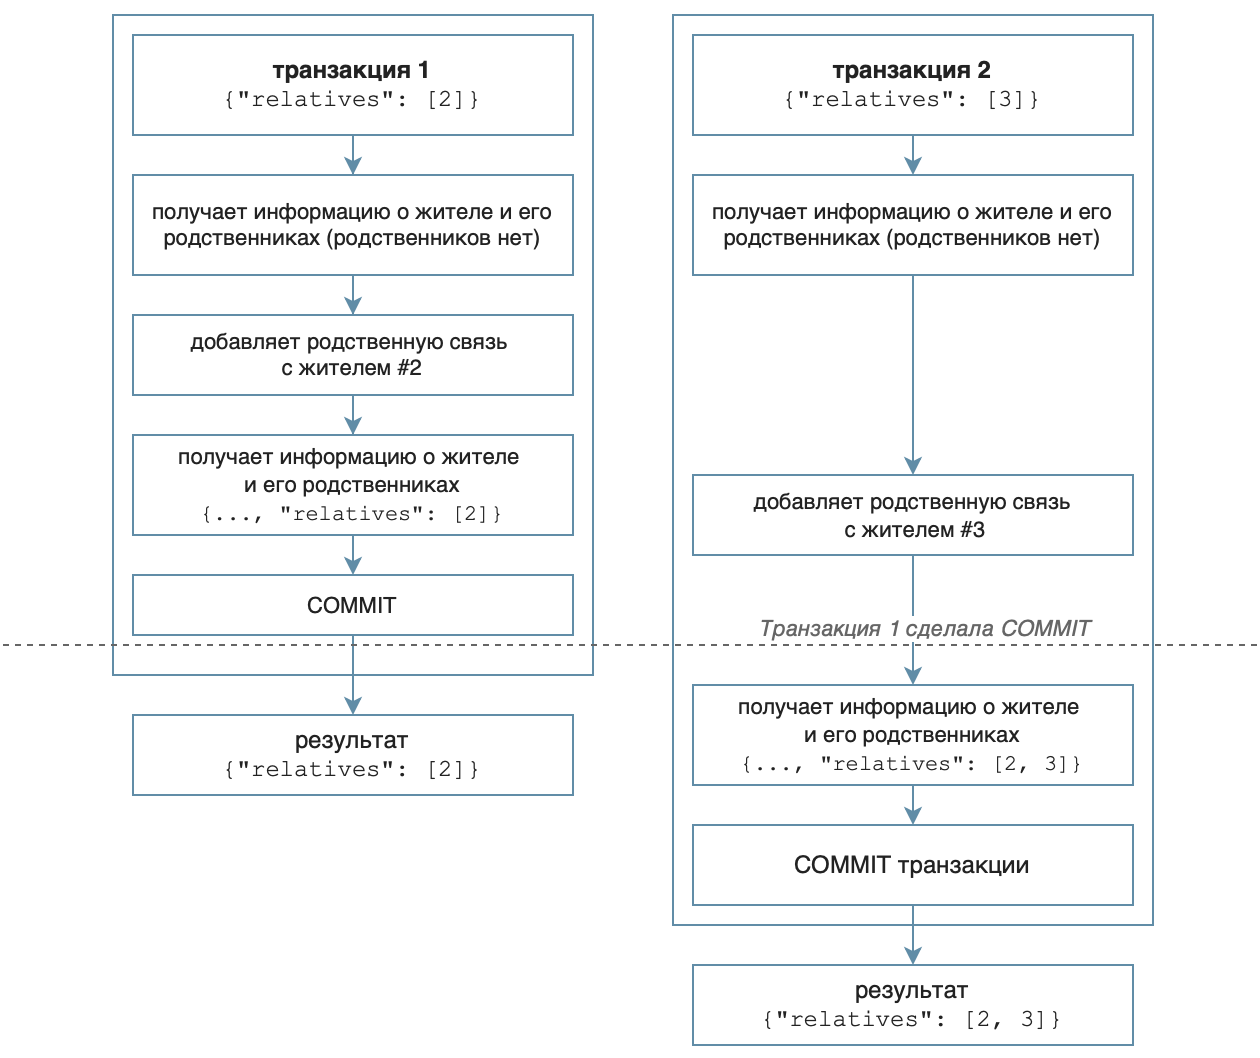 транзакция 1
{"relatives": [2]}
получает информацию о жителе и его
родственниках (родственников нет)
добавляет родственную связь
с жителем #2
получает информацию о жителе
и его родственниках
{..., "relatives": [2]}
COMMIT
результат
{"relatives": [2]}
транзакция 2
{"relatives": [3]}
получает информацию о жителе и его
родственниках (родственников нет)
добавляет родственную связь
с жителем #3
Транзакция 1 сделала COMMIT
получает информацию о жителе
и его родственниках
{..., "relatives": [2, 3]}
COMMIT транзакции
результат
{"relatives": [2, 3]}